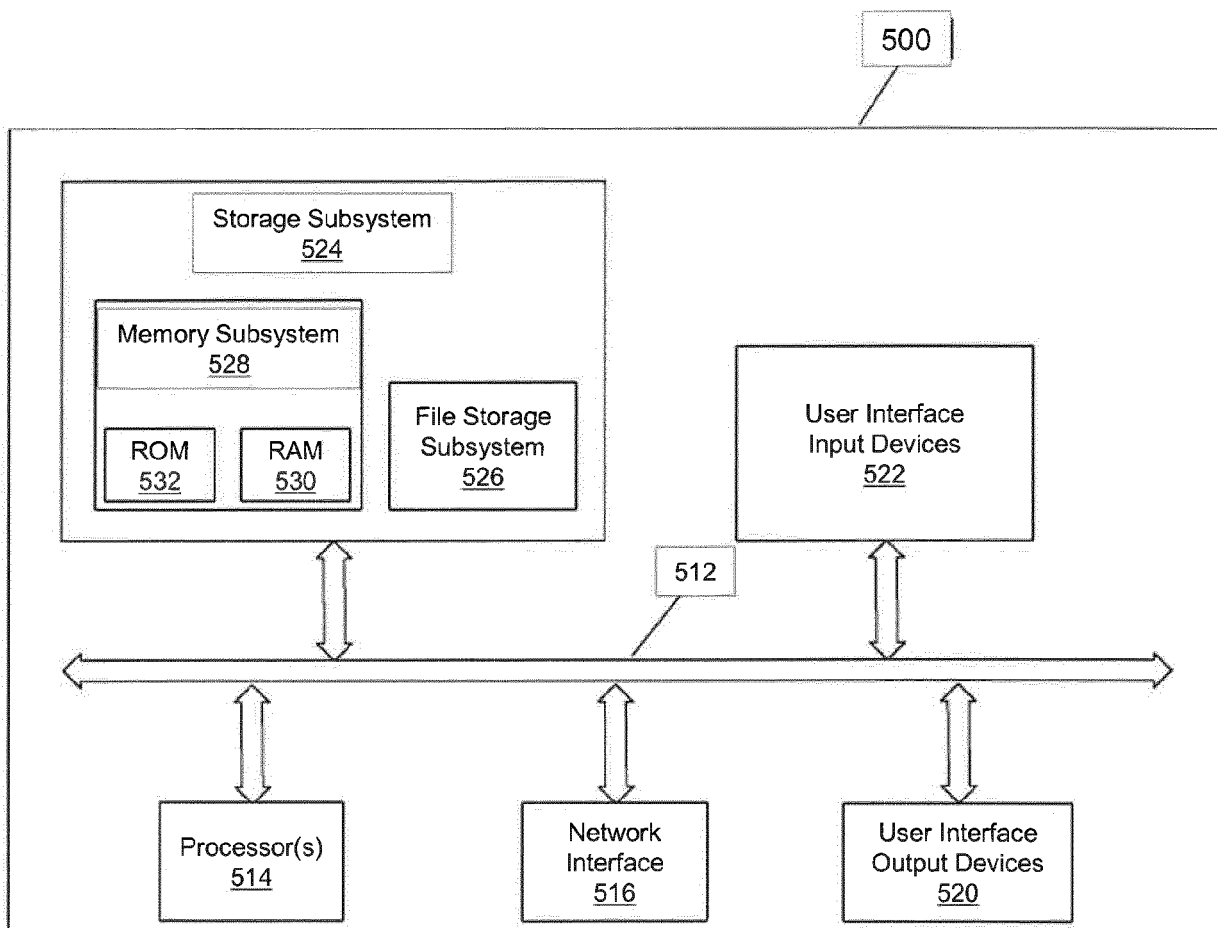 500
Storage Subsystem
524
Memory Subsystem
528
ROM
532
RAM
530
File Storage
Subsystem
526
User Interface
Input Devices
522
512
Processor(s)
514
Network
Interface
516
User Interface
Output Devices
520